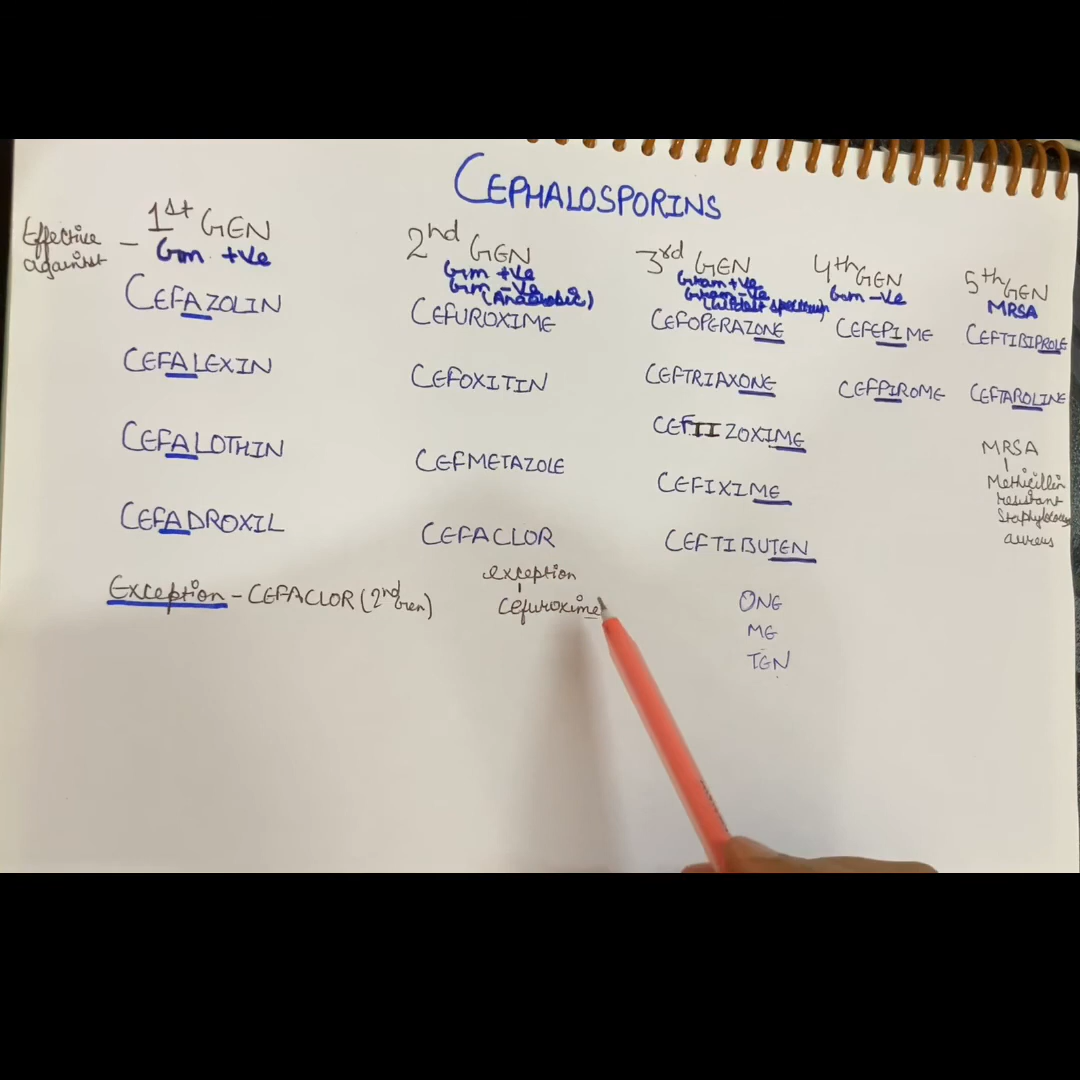 CEPHALOSPORINS
Effective against -
1st GEN
Gm +ve
CEFAZOLIN
CEFALEXIN
CEFALOTHIN
CEFADROXIL
Exception - CEFACLOR (2nd Gen)
2nd GEN
Gm +ve
Gm -ve
(Anaerobic)
CEFUROXIME
CEFOXITIN
CEFMETAZOLE
CEFACLOR
exception
Cefuroxime
3rd GEN
Gram +ve
Gram -ve
(Widest spectrum)
CEFOPERAZONE
CEFTRIAXONE
CEFTIZOXIME
CEFIXIME
CEFTIBUTEN
ONE
ME
TEN
4th GEN
Gm -ve
CEFEPIME
CEFPIROME
5th GEN
MRSA
CEFTIBIPROLE
CEFTAROLINE
MRSA
Methicillin
resistant
Staphylococcus
aureus